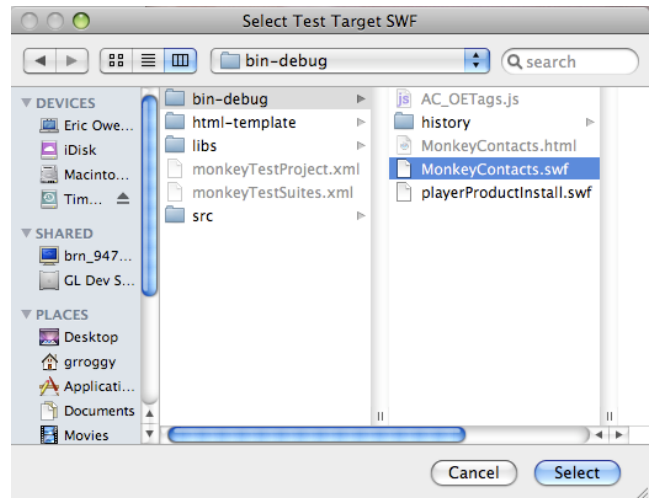 Select Test Target SWF
bin-debug
search
DEVICES
Eric Owe...
iDisk
Macinto...
Tim...
SHARED
brn_947...
GL Dev S...
PLACES
Desktop
grroggy
Applicati...
Documents
Movies
bin-debug
html-template
libs
monkeyTestProject.xml
monkeyTestSuites.xml
src
js AC_OETags.js
history
MonkeyContacts.html
MonkeyContacts.swf
playerProductInstall.swf
Cancel
Select